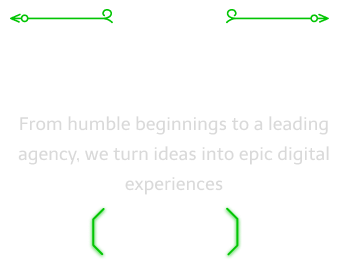 From humble beginnings to a leading
agency, we turn ideas into epic digital
experiences